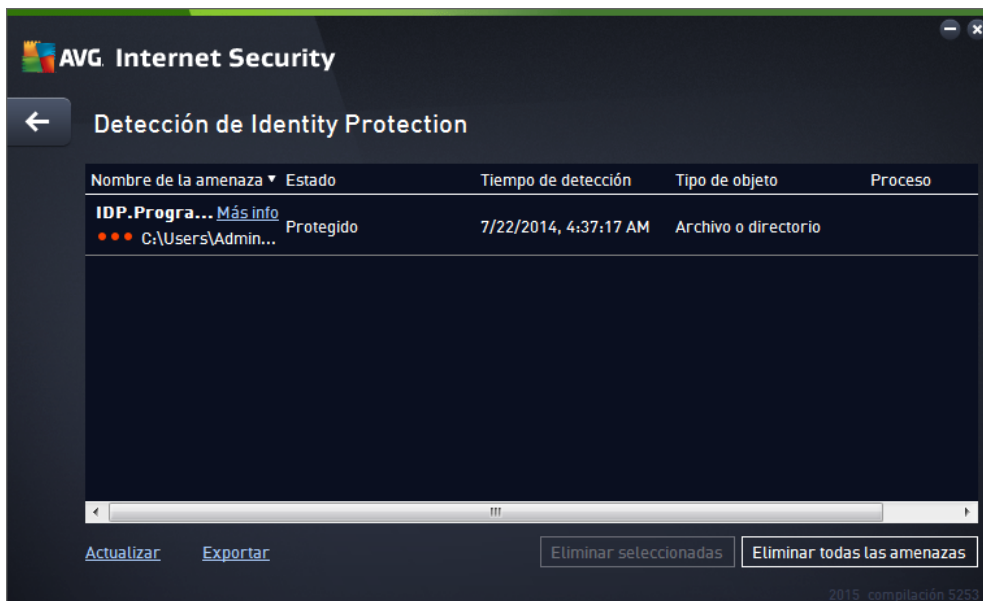 AVG. Internet Security
Detección de Identity Protection
Nombre de la amenaza Estado Tiempo de detección Tipo de objeto Proceso
IDP.Progra... Más info
Protegido 7/22/2014, 4:37:17 AM Archivo o directorio
C:\Users\Admin...
Actualizar Exportar Eliminar seleccionadas Eliminar todas las amenazas
2015 compilación 5253